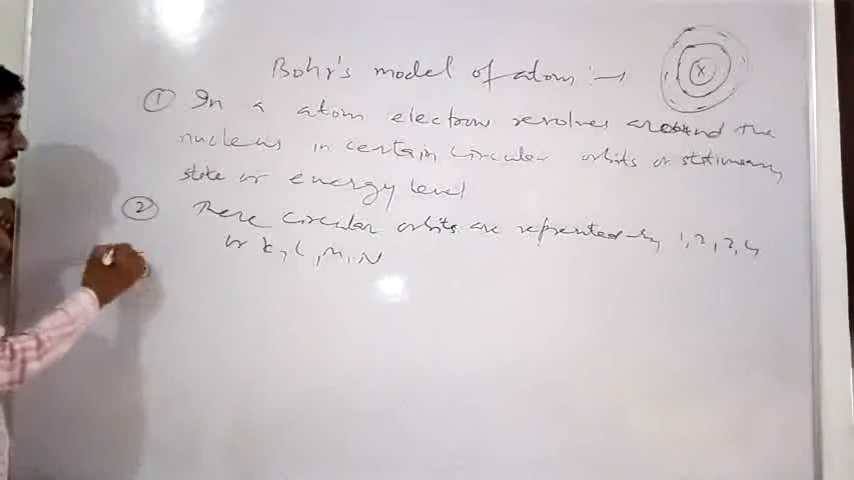 Bohr's model of atom :→
X
① In a atom electron revolves around the
nucleus in certain circular orbits or stationary
state or energy level
② These circular orbits are represented by 1, 2, 3, 4
or K, L, M, N